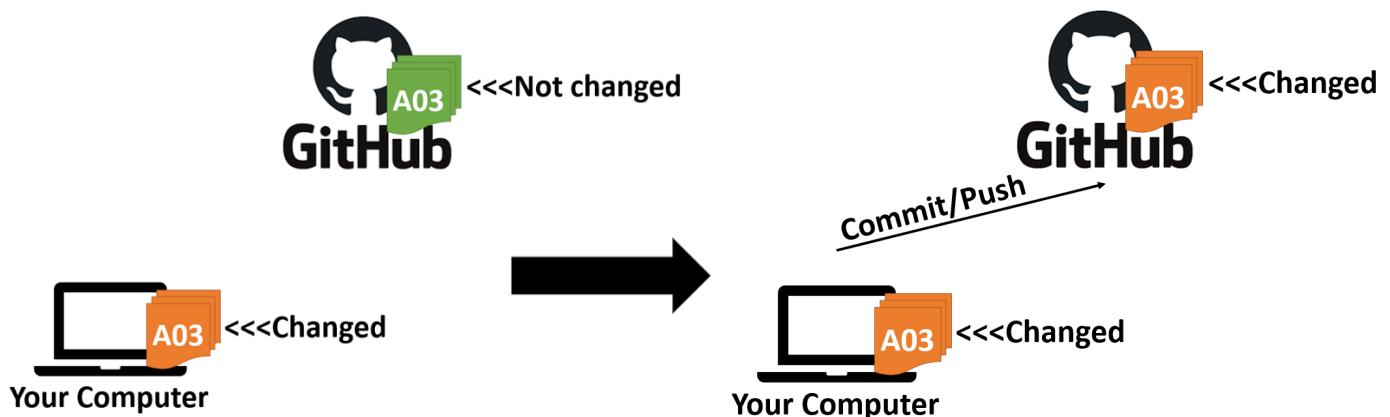 A03
<<<Not changed
GitHub
A03
<<<Changed
Your Computer
A03
<<<Changed
GitHub
Commit/Push
A03
<<<Changed
Your Computer